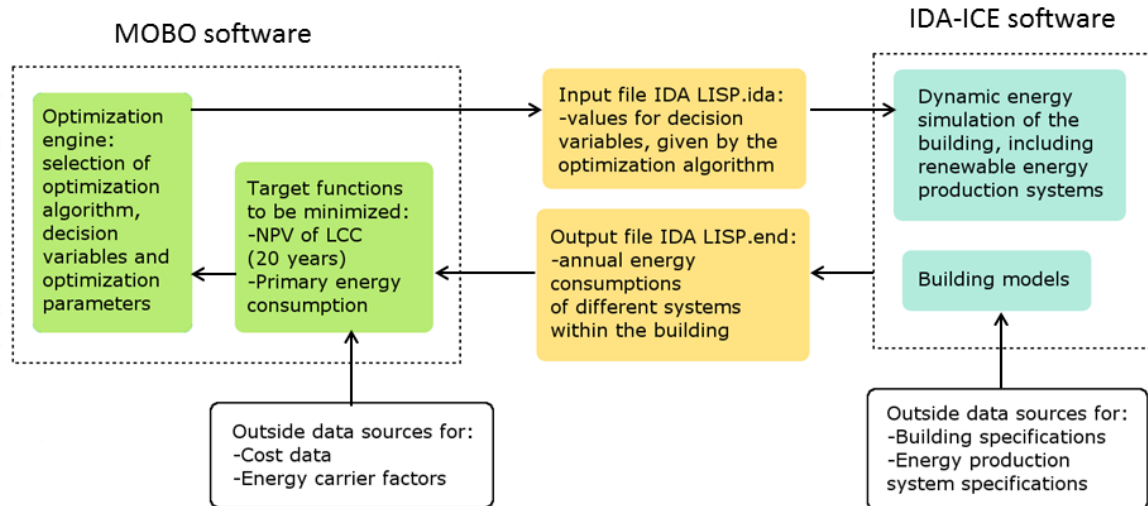 MOBO software
IDA-ICE software
Optimization
engine:
selection of
optimization
algorithm,
decision
variables and
optimization
parameters
Target functions
to be minimized:
-NPV of LCC
(20 years)
-Primary energy
consumption
Input file IDA LISP.ida:
-values for decision
variables, given by the
optimization algorithm
Output file IDA LISP.end:
-annual energy
consumptions
of different systems
within the building
Dynamic energy
simulation of the
building, including
renewable energy
production systems
Building models
Outside data sources for:
-Cost data
-Energy carrier factors
Outside data sources for:
-Building specifications
-Energy production
system specifications